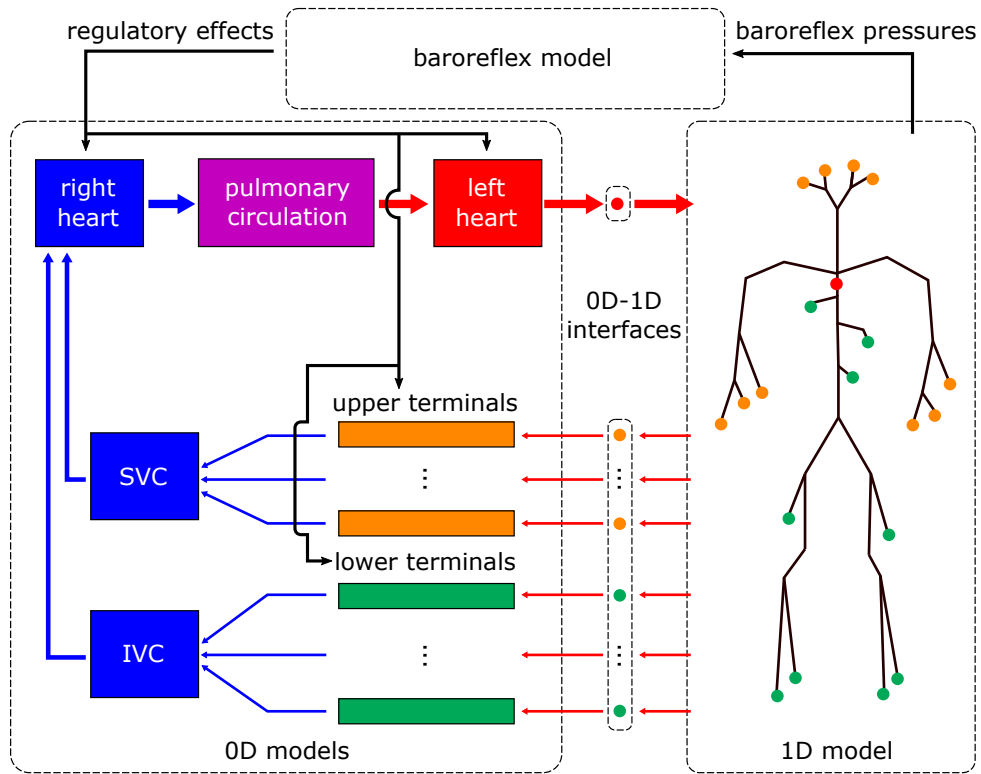 regulatory effects
baroreflex model
baroreflex pressures
right
heart
pulmonary
circulation
left
heart
0D-1D
interfaces
upper terminals
SVC
...
...
lower terminals
IVC
...
...
0D models
1D model